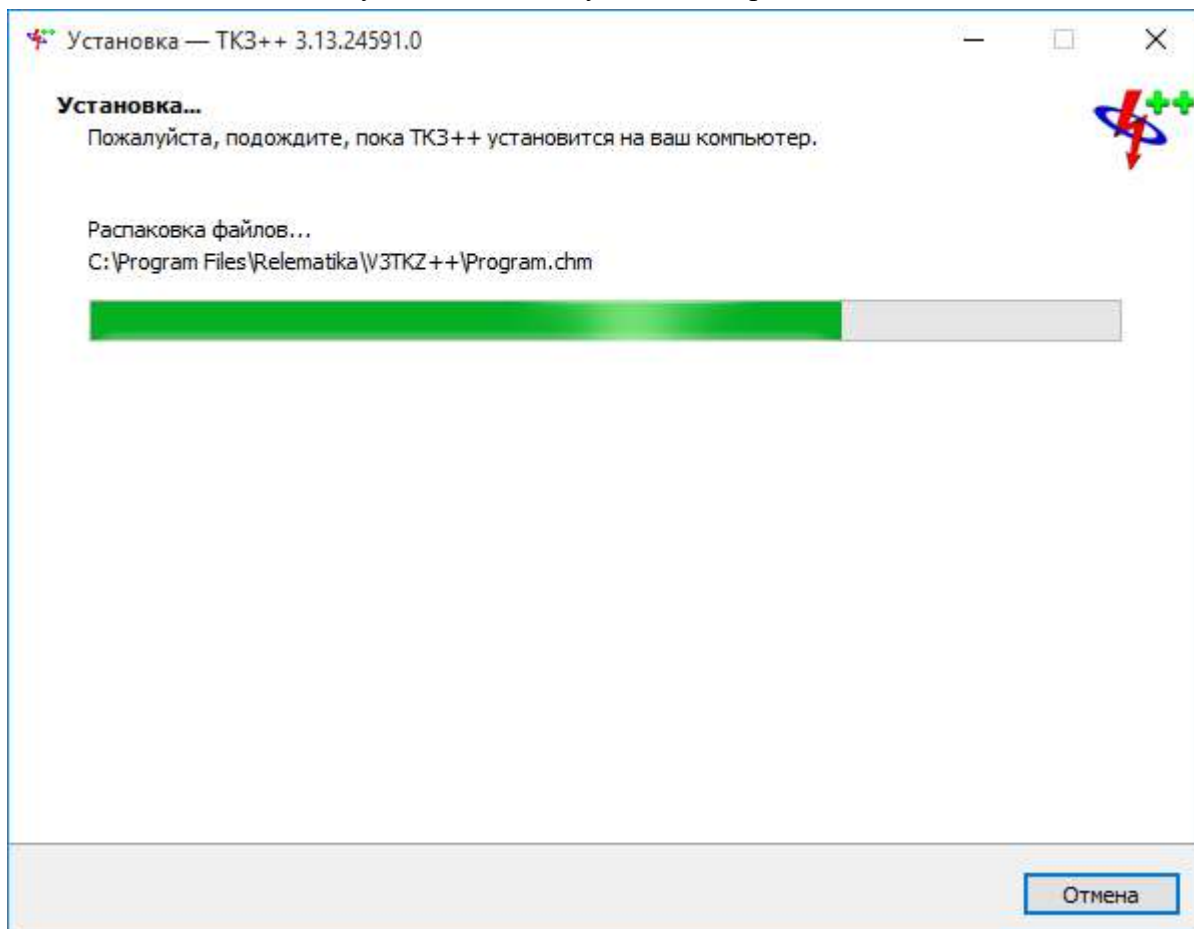 Установка — ТКЗ++ 3.13.24591.0
Установка...
Пожалуйста, подождите, пока ТКЗ++ установится на ваш компьютер.
Распаковка файлов...
C:\Program Files\Relematika\V3TKZ++\Program.chm
Отмена